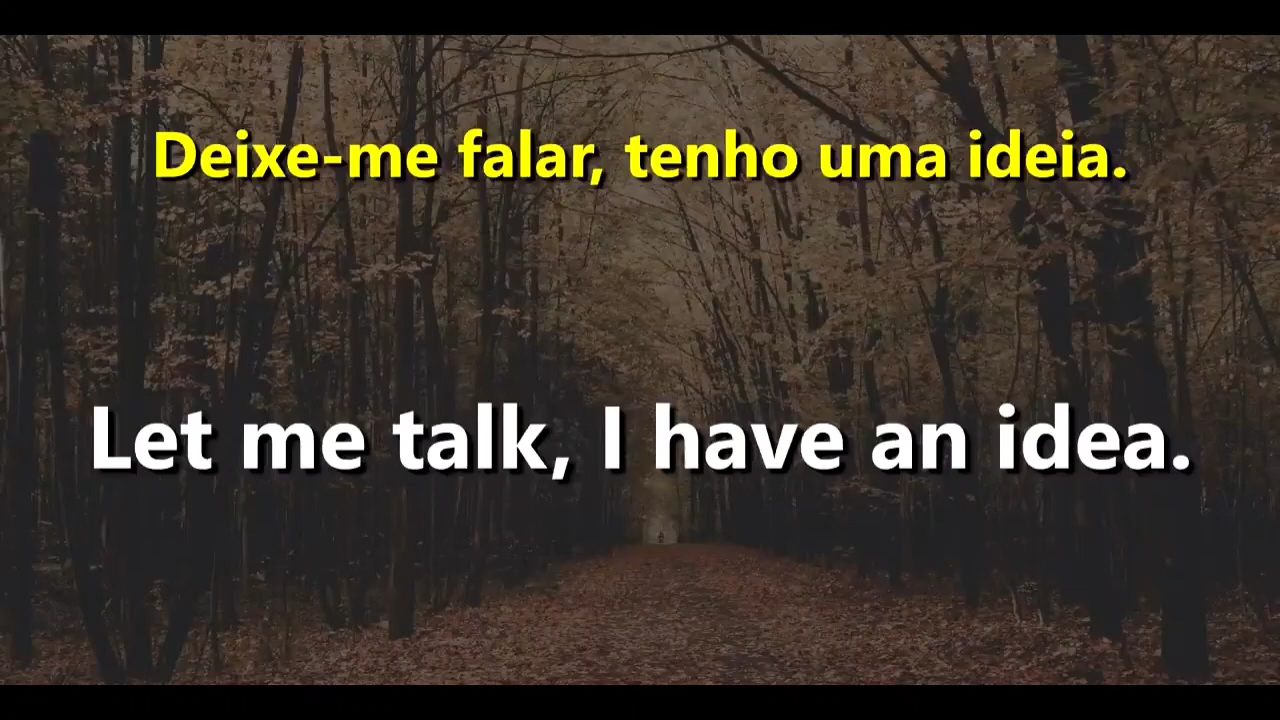 Deixe-me falar, tenho uma ideia.
Let me talk, I have an idea.